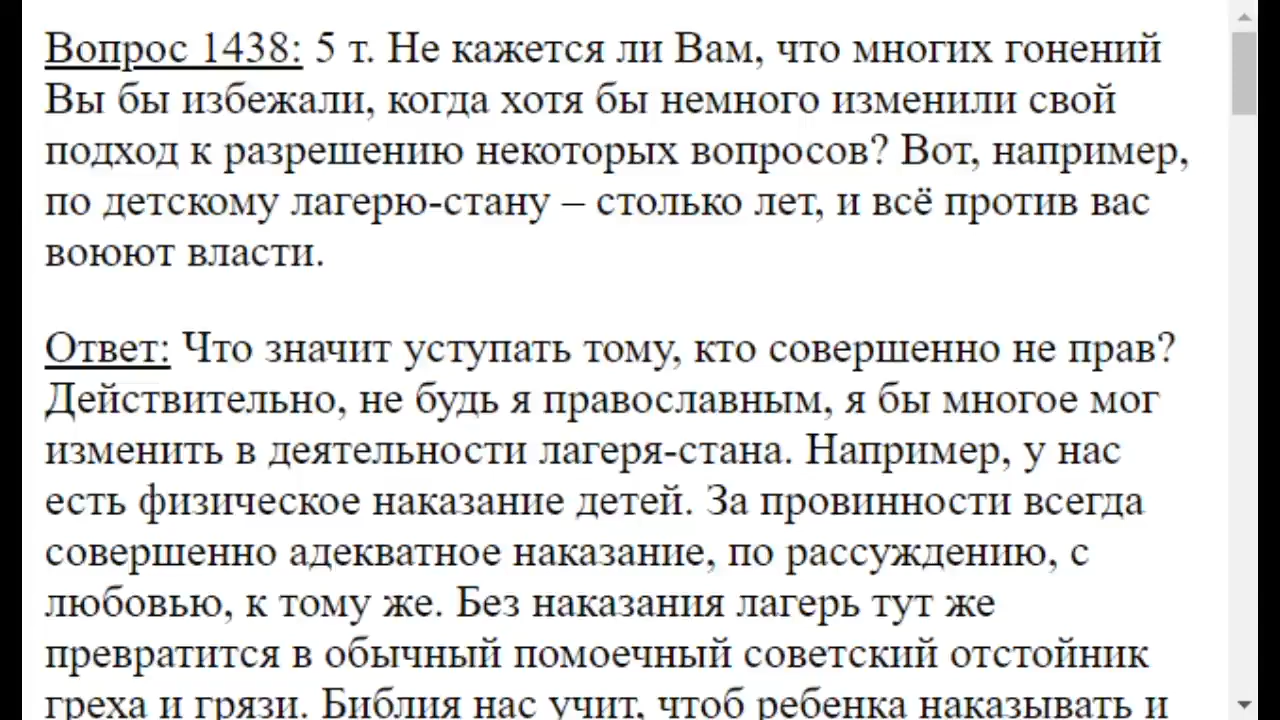 Вопрос 1438: 5 т. Не кажется ли Вам, что многих гонений
Вы бы избежали, когда хотя бы немного изменили свой
подход к разрешению некоторых вопросов? Вот, например,
по детскому лагерю-стану – столько лет, и всё против вас
воюют власти.
Ответ: Что значит уступать тому, кто совершенно не прав?
Действительно, не будь я православным, я бы многое мог
изменить в деятельности лагеря-стана. Например, у нас
есть физическое наказание детей. За провинности всегда
совершенно адекватное наказание, по рассуждению, с
любовью, к тому же. Без наказания лагерь тут же
превратится в обычный помоечный советский отстойник
греха и грязи. Библия нас учит, чтоб ребенка наказывать и